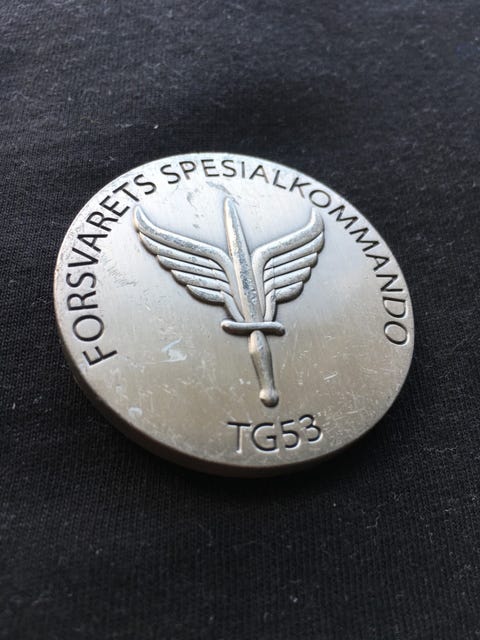 FORSVARETS SPESIALKOMMANDO
TG53